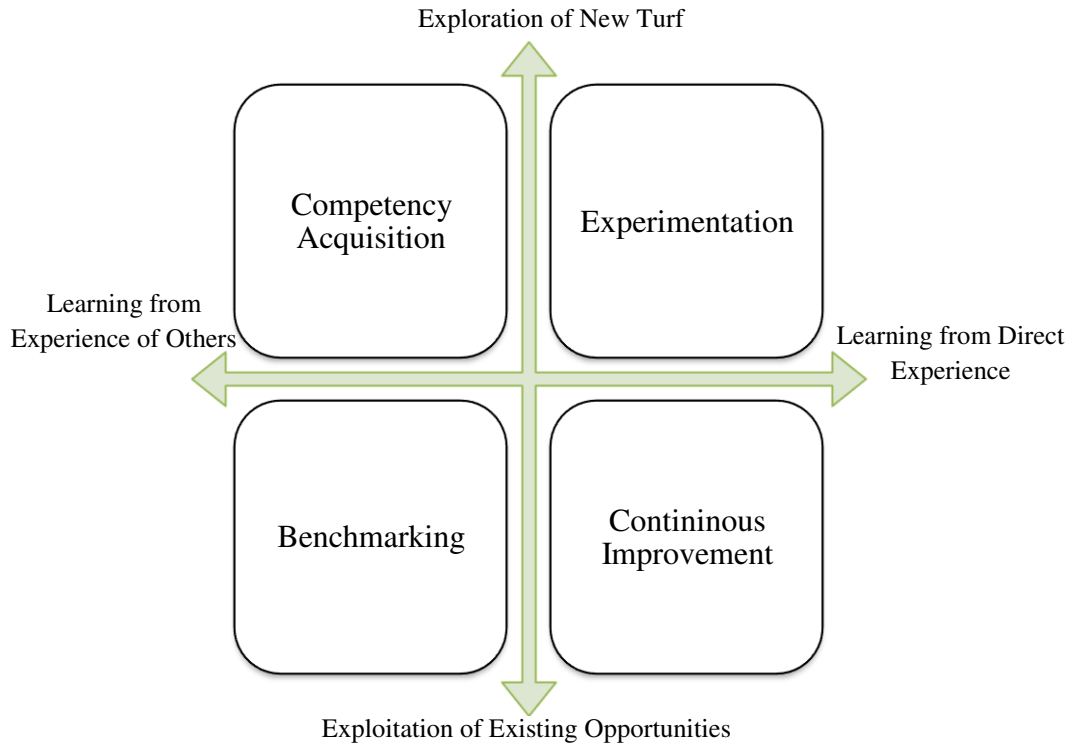 Exploration of New Turf
Competency
Acquisition
Experimentation
Learning from
Experience of Others
Learning from Direct
Experience
Benchmarking
Contininous
Improvement
Exploitation of Existing Opportunities